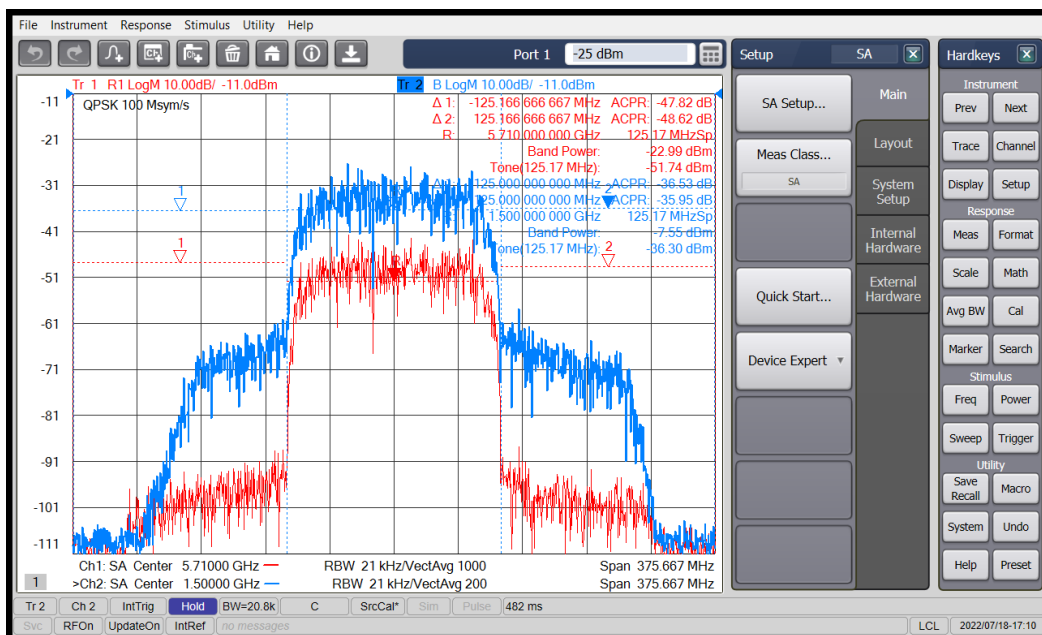 File Instrument Response Stimulus Utility Help
Port 1 -25 dBm
Setup SA
Hardkeys
Tr 1 R1 LogM 10.00dB/ -11.0dBm
Tr 2 B LogM 10.00dB/ -11.0dBm
QPSK 100 Msym/s
Δ 1: -125.166 666 667 MHz ACPR: -47.82 dB
Δ 2: 125.166 666 667 MHz ACPR: -48.62 dB
R: 5.710 000 000 GHz 125.17 MHzSp
Band Power: -22.99 dBm
Tone(125.17 MHz): -51.74 dBm
125.000 000 000 MHz ACPR: -36.53 dB
25.000 000 000 MHz ACPR: -35.95 dB
1.500 000 000 GHz 125.17 MHzSp
Band Power: -7.55 dBm
one(125.17 MHz): -36.30 dBm
1
2
1
2
-11
-21
-31
-41
-51
-61
-71
-81
-91
-101
-111
1
Ch1: SA Center 5.71000 GHz
RBW 21 kHz/VectAvg 1000
Span 375.667 MHz
>Ch2: SA Center 1.50000 GHz
RBW 21 kHz/VectAvg 200
Span 375.667 MHz
SA Setup...
Meas Class...
SA
Quick Start...
Device Expert
Main
Layout
System
Setup
Internal
Hardware
External
Hardware
Instrument
Prev Next
Trace Channel
Display Setup
Response
Meas Format
Scale Math
Avg BW Cal
Marker Search
Stimulus
Freq Power
Sweep Trigger
Utility
Save
Recall
Macro
System Undo
Help Preset
Tr 2 Ch 2 IntTrig Hold BW=20.8k C SrcCal* Sim Pulse 482 ms
Svc RFOn UpdateOn IntRef no messages LCL 2022/07/18-17:10